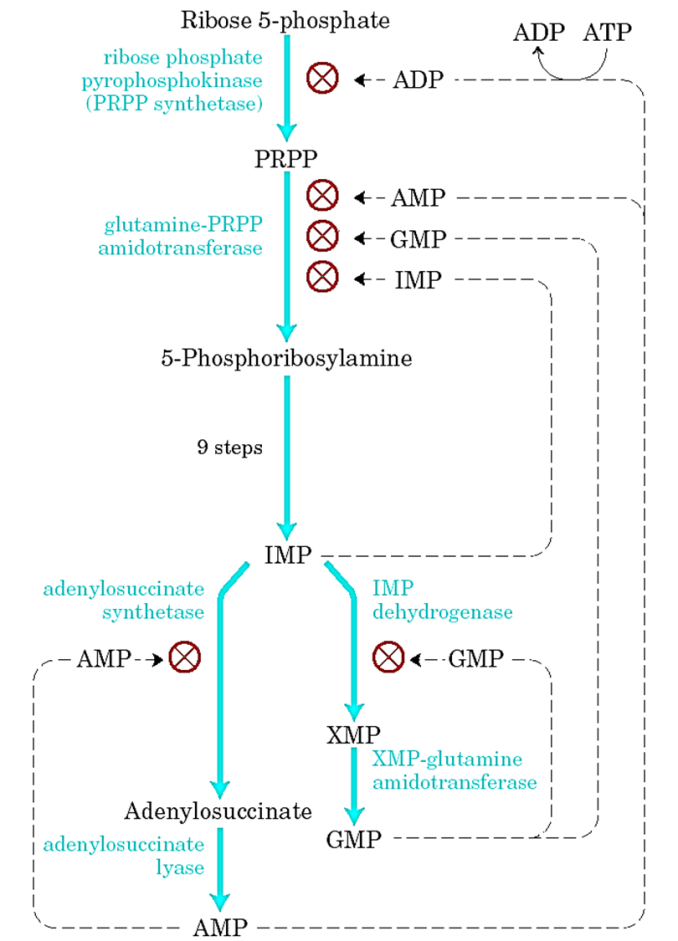 Ribose 5-phosphate
ADP ATP
ribose phosphate
pyrophosphokinase
(PRPP synthetase)
ADP
PRPP
AMP
glutamine-PRPP
amidotransferase
GMP
IMP
5-Phosphoribosylamine
9 steps
IMP
adenylosuccinate
synthetase
IMP
dehydrogenase
AMP
GMP
XMP
XMP-glutamine
amidotransferase
Adenylosuccinate
GMP
adenylosuccinate
lyase
AMP